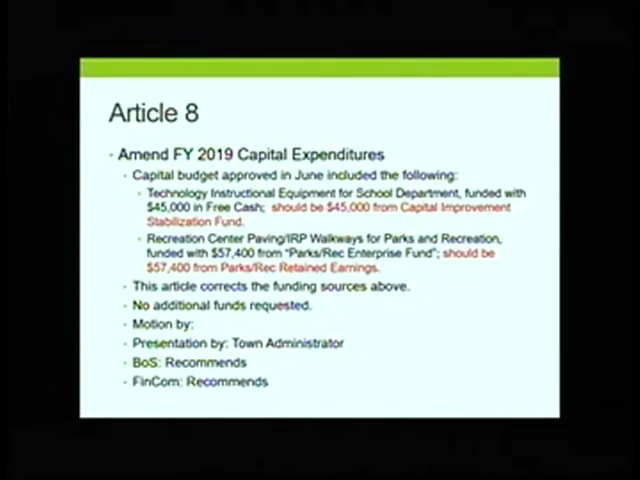 Article 8
Amend FY 2019 Capital Expenditures
Capital budget approved in June included the following:
Technology Instructional Equipment for School Department, funded with
$45,000 in Free Cash; should be $45,000 from Capital Improvement
Stabilization Fund.
Recreation Center Paving/IRP Walkways for Parks and Recreation,
funded with $57,400 from "Parks/Rec Enterprise Fund"; should be
$57,400 from Parks/Rec Retained Earnings.
This article corrects the funding sources above.
No additional funds requested.
Motion by:
Presentation by: Town Administrator
BoS: Recommends
FinCom: Recommends